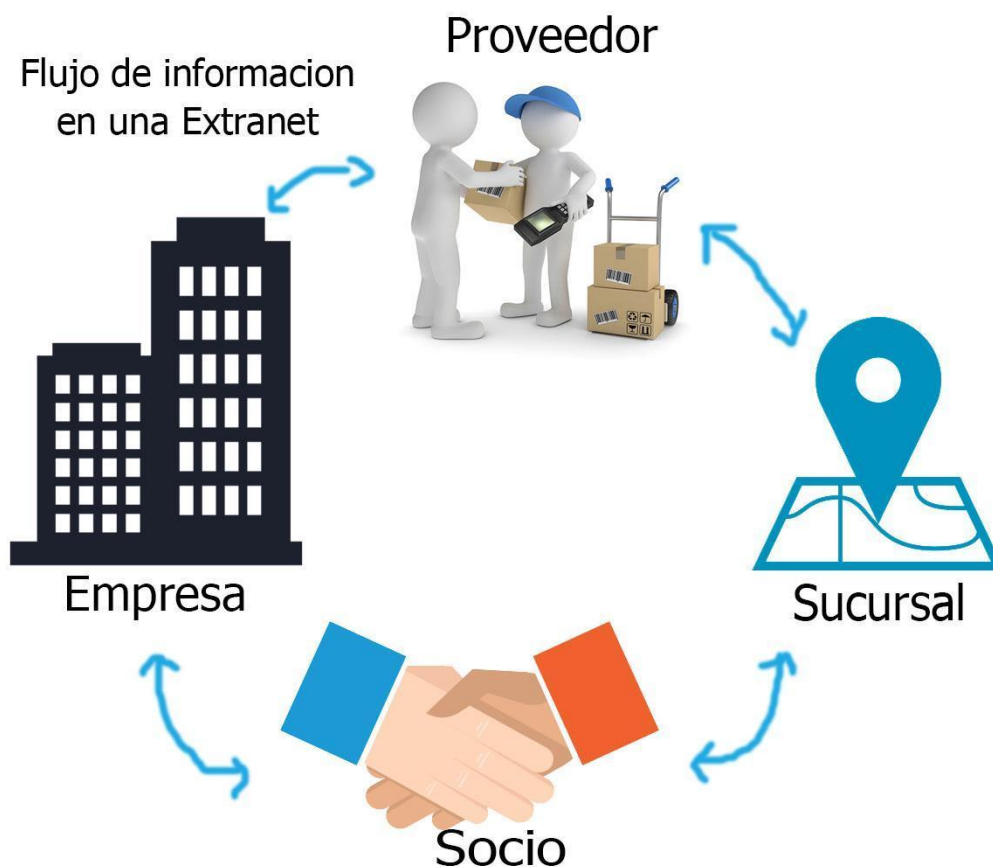 Flujo de informacion
en una Extranet
Proveedor
Empresa
Sucursal
Socio